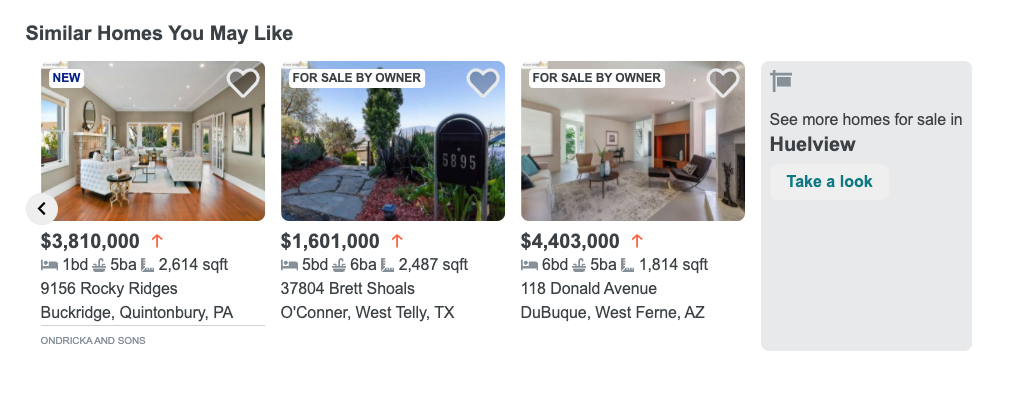 Similar Homes You May Like
NEW
$3,810,000
1bd 5ba 2,614 sqft
9156 Rocky Ridges
Buckridge, Quintonbury, PA
ONDRICKA AND SONS
FOR SALE BY OWNER
5895
$1,601,000
5bd 6ba 2,487 sqft
37804 Brett Shoals
O'Conner, West Telly, TX
FOR SALE BY OWNER
$4,403,000
6bd 5ba 1,814 sqft
118 Donald Avenue
DuBuque, West Ferne, AZ
See more homes for sale in
Huelview
Take a look